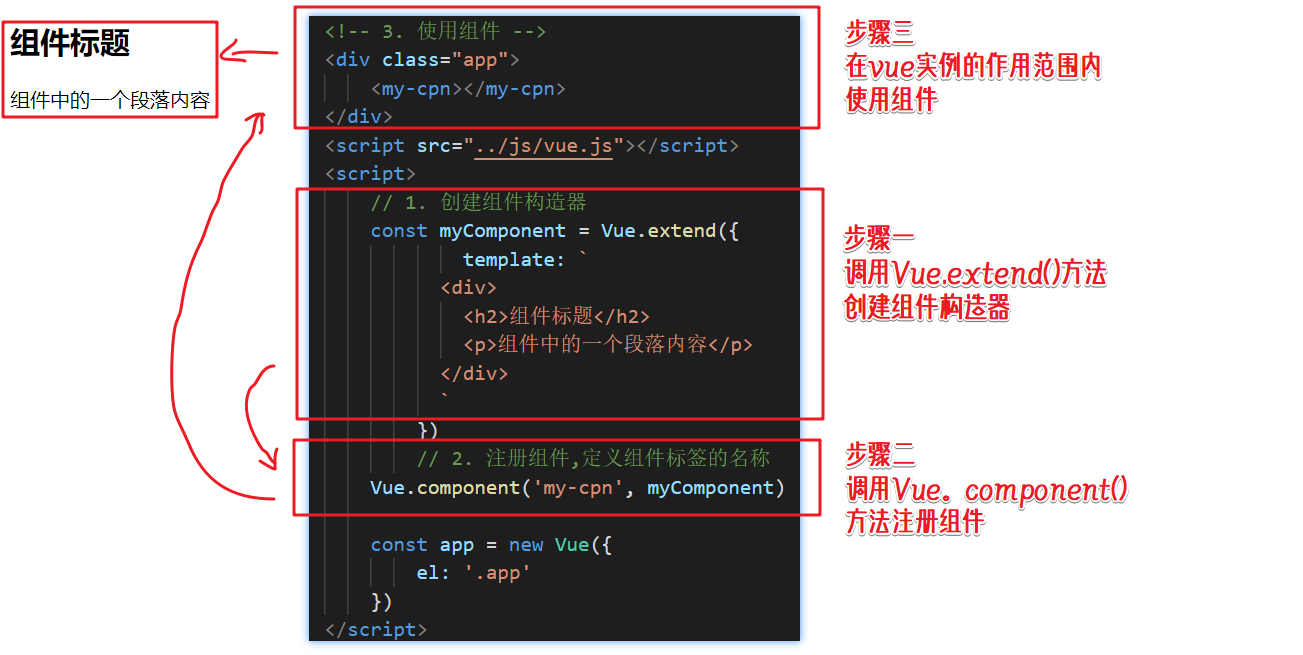 组件标题
组件中的一个段落内容
<!-- 3. 使用组件 -->
<div class="app">
<my-cpn></my-cpn>
</div>
<script src="../js/vue.js"></script>
<script>
// 1. 创建组件构造器
const myComponent = Vue.extend({
template: `
<div>
<h2>组件标题</h2>
<p>组件中的一个段落内容</p>
</div>
`
})
// 2. 注册组件,定义组件标签的名称
Vue.component('my-cpn', myComponent)
const app = new Vue({
el: '.app'
})
</script>
步骤三
在vue实例的作用范围内
使用组件
步骤一
调用Vue.extend()方法
创建组件构造器
步骤二
调用Vue。component()
方法注册组件